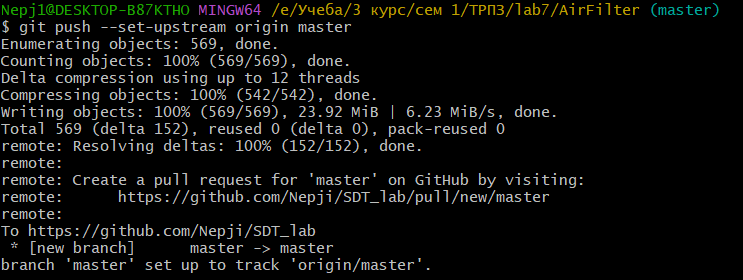 Nepj1@DESKTOP-B87KTHO MINGW64 /e/Учеба/3 курс/сем 1/ТРПЗ/lab7/AirFilter (master)
$ git push --set-upstream origin master
Enumerating objects: 569, done.
Counting objects: 100% (569/569), done.
Delta compression using up to 12 threads
Compressing objects: 100% (542/542), done.
Writing objects: 100% (569/569), 23.92 MiB | 6.23 MiB/s, done.
Total 569 (delta 152), reused 0 (delta 0), pack-reused 0
remote: Resolving deltas: 100% (152/152), done.
remote:
remote: Create a pull request for 'master' on GitHub by visiting:
remote:      https://github.com/Nepji/SDT_lab/pull/new/master
remote:
To https://github.com/Nepji/SDT_lab
 * [new branch]      master -> master
branch 'master' set up to track 'origin/master'.